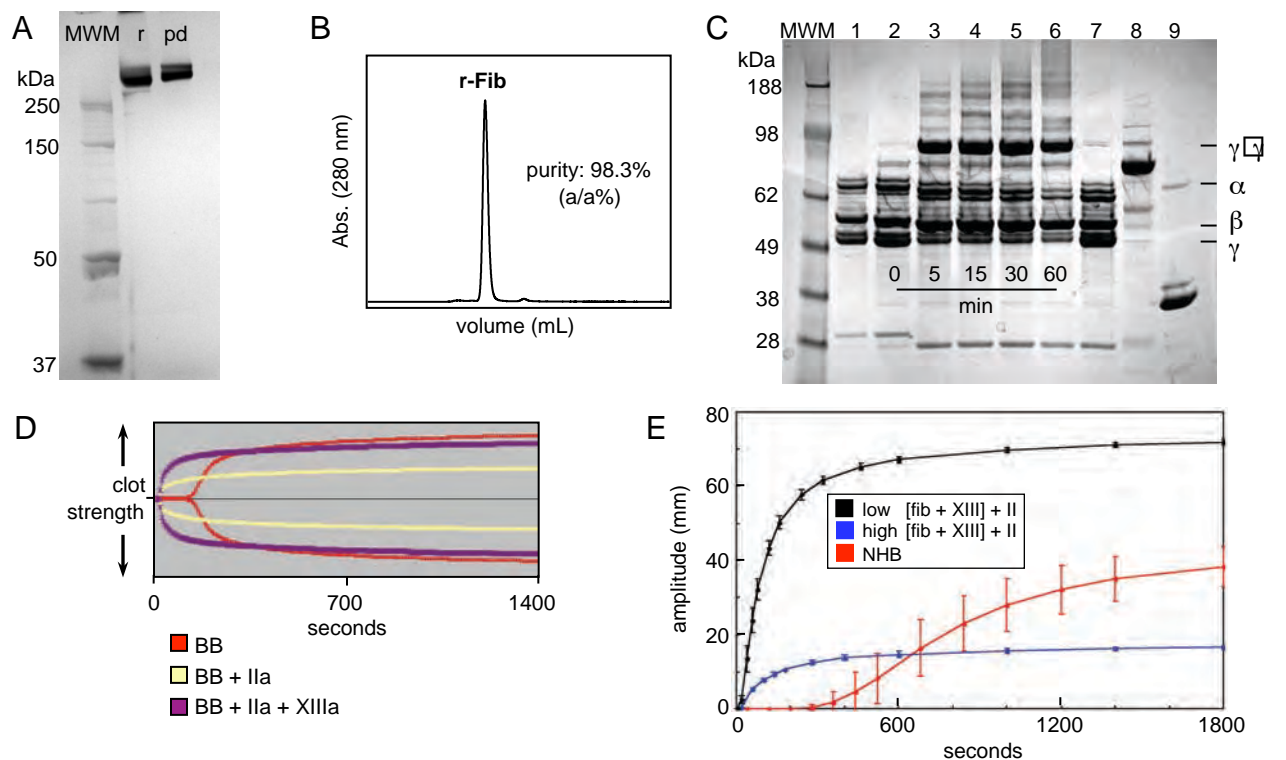 A
MWM r pd
kDa
250
150
50
37
B
r-Fib
purity: 98.3%
(a/a%)
Abs. (280 nm)
volume (mL)
C
MWM 1 2 3 4 5 6 7 8 9
kDa
188
98
62
49
38
28
0 5 15 30 60
min
γ γ
α
β
γ
D
clot
strength
0 700 1400
seconds
BB
BB + IIa
BB + IIa + XIIIa
E
80
60
40
20
0
amplitude (mm)
low [fib + XIII] + II
high [fib + XIII] + II
NHB
0 600 1200 1800
seconds